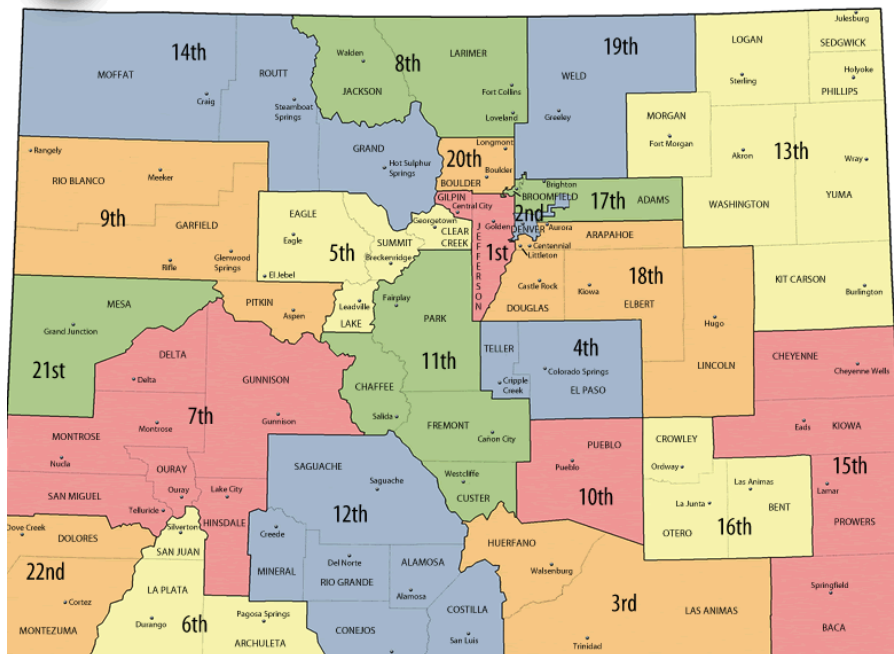 14th
MOFFAT
Craig
ROUTT
Steamboat
Springs
GRAND
Hot Sulphur
Springs
8th
Walden
JACKSON
LARIMER
Fort Collins
Loveland
19th
WELD
Greeley
13th
LOGAN
Sterling
Julesburg
SEDGWICK
Holyoke
PHILLIPS
MORGAN
Fort Morgan
Akron
WASHINGTON
Wray
YUMA
KIT CARSON
Burlington
9th
Rangely
RIO BLANCO
Meeker
GARFIELD
Rifle
Glenwood
Springs
PITKIN
Aspen
5th
EAGLE
Eagle
El Jebel
SUMMIT
Breckenridge
Georgetown
CLEAR
CREEK
Leadville
LAKE
20th
Longmont
Boulder
BOULDER
1st
GILPIN
Central City
Golden
JEFFERSON
2nd
DENVER
17th
Brighton
BROOMFIELD
ADAMS
18th
Aurora
ARAPAHOE
Centennial
Littleton
Castle Rock
DOUGLAS
Kiowa
ELBERT
Hugo
LINCOLN
21st
MESA
Grand Junction
7th
DELTA
Delta
GUNNISON
Gunnison
MONTROSE
Montrose
Nucla
OURAY
Ouray
SAN MIGUEL
Telluride
Lake City
HINSDALE
11th
Fairplay
PARK
CHAFFEE
Salida
FREMONT
Cañon City
Westcliffe
CUSTER
4th
TELLER
Cripple
Creek
Colorado Springs
EL PASO
10th
PUEBLO
Pueblo
15th
CHEYENNE
Cheyenne Wells
Eads
KIOWA
Lamar
PROWERS
Springfield
BACA
16th
CROWLEY
Ordway
La Junta
OTERO
Las Animas
BENT
12th
SAGUACHE
Saguache
Creede
MINERAL
Del Norte
RIO GRANDE
ALAMOSA
Alamosa
CONEJOS
COSTILLA
San Luis
3rd
HUERFANO
Walsenburg
LAS ANIMAS
Trinidad
22nd
Dove Creek
DOLORES
Cortez
MONTEZUMA
6th
Silverton
SAN JUAN
LA PLATA
Durango
Pagosa Springs
ARCHULETA